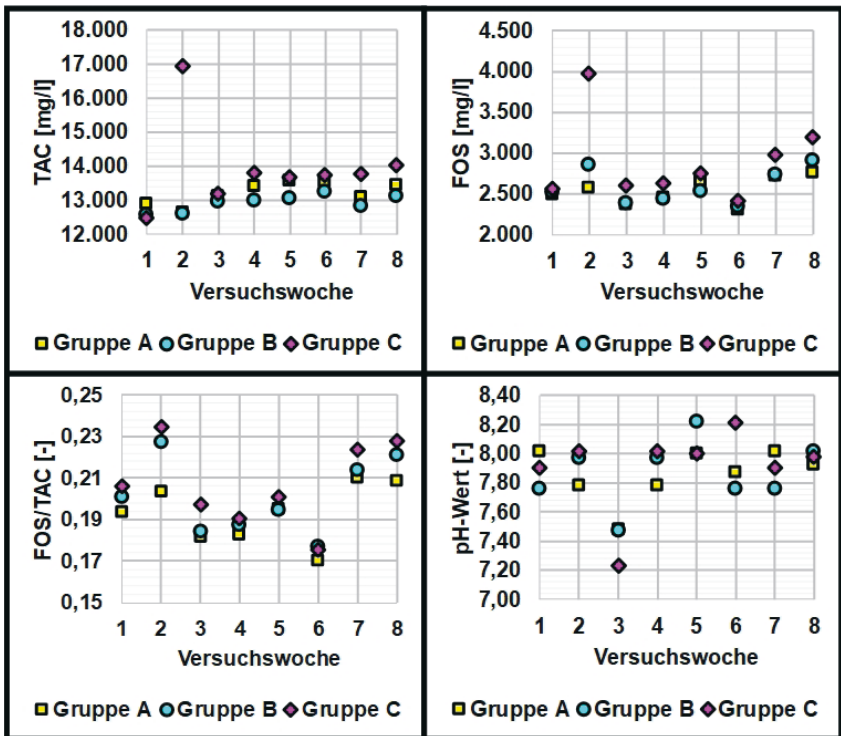 18.000
17.000
16.000
15.000
14.000
13.000
12.000
TAC [mg/l]
1 2 3 4 5 6 7 8
Versuchswoche
Gruppe A Gruppe B Gruppe C
4.500
4.000
3.500
3.000
2.500
2.000
FOS [mg/l]
1 2 3 4 5 6 7 8
Versuchswoche
Gruppe A Gruppe B Gruppe C
0,25
0,23
0,21
0,19
0,17
0,15
FOS/TAC [-]
1 2 3 4 5 6 7 8
Versuchswoche
Gruppe A Gruppe B Gruppe C
8,40
8,20
8,00
7,80
7,60
7,40
7,20
7,00
pH-Wert [-]
1 2 3 4 5 6 7 8
Versuchswoche
Gruppe A Gruppe B Gruppe C